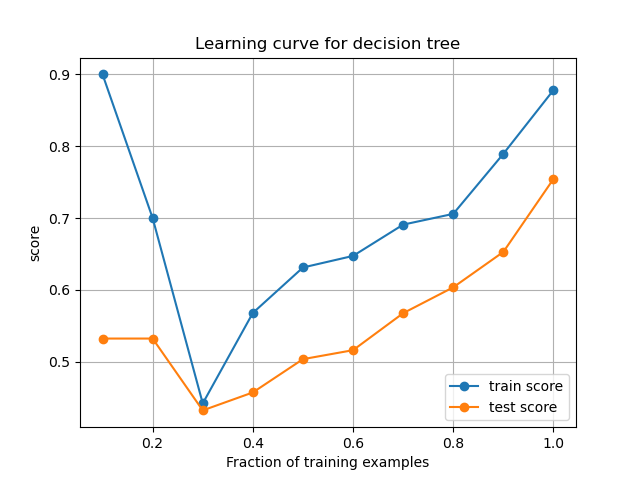 Learning curve for decision tree
score
0.9
0.8
0.7
0.6
0.5
0.2
0.4
0.6
0.8
1.0
Fraction of training examples
train score
test score